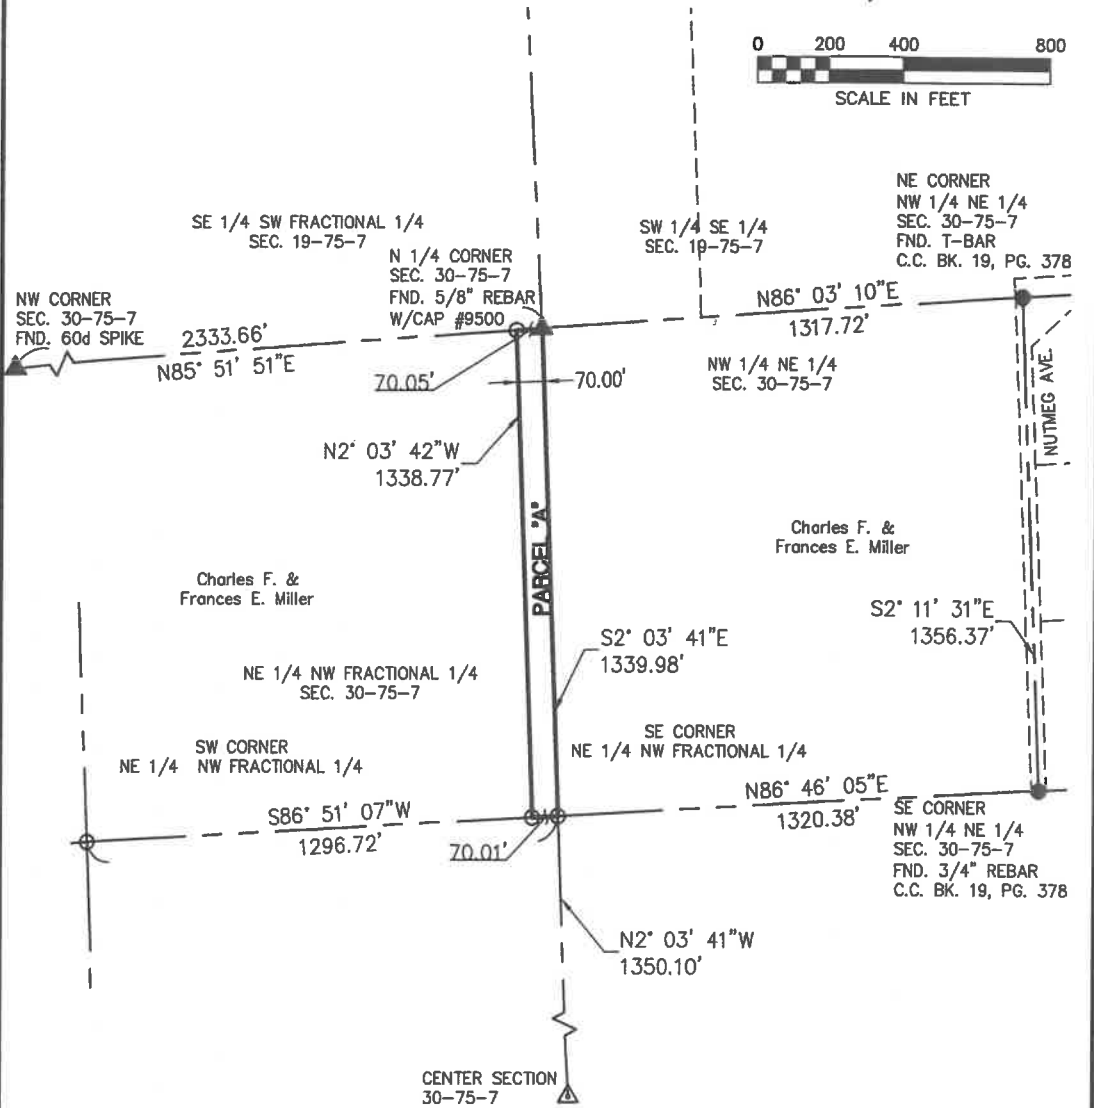 0 200 400 800
SCALE IN FEET
NE CORNER
NW 1/4 NE 1/4
SEC. 30-75-7
FND. T-BAR
C.C. BK. 19, PG. 378
SE 1/4 SW FRACTIONAL 1/4
SEC. 19-75-7
SW 1/4 SE 1/4
SEC. 19-75-7
N 1/4 CORNER
SEC. 30-75-7
FND. 5/8" REBAR
W/CAP #9500
NW CORNER
SEC. 30-75-7
FND. 60d SPIKE
2333.66'
N85° 51' 51"E
N86° 03' 10"E
1317.72'
70.05'
70.00'
NW 1/4 NE 1/4
SEC. 30-75-7
NUTMEG AVE.
N2° 03' 42"W
1338.77'
PARCEL "A"
Charles F. &
Frances E. Miller
Charles F. &
Frances E. Miller
S2° 11' 31"E
1356.37'
S2° 03' 41"E
1339.98'
NE 1/4 NW FRACTIONAL 1/4
SEC. 30-75-7
SW CORNER
NE 1/4 NW FRACTIONAL 1/4
SE CORNER
NE 1/4 NW FRACTIONAL 1/4
S86° 51' 07"W
1296.72'
70.01'
N86° 46' 05"E
1320.38'
SE CORNER
NW 1/4 NE 1/4
SEC. 30-75-7
FND. 3/4" REBAR
C.C. BK. 19, PG. 378
N2° 03' 41"W
1350.10'
CENTER SECTION
30-75-7